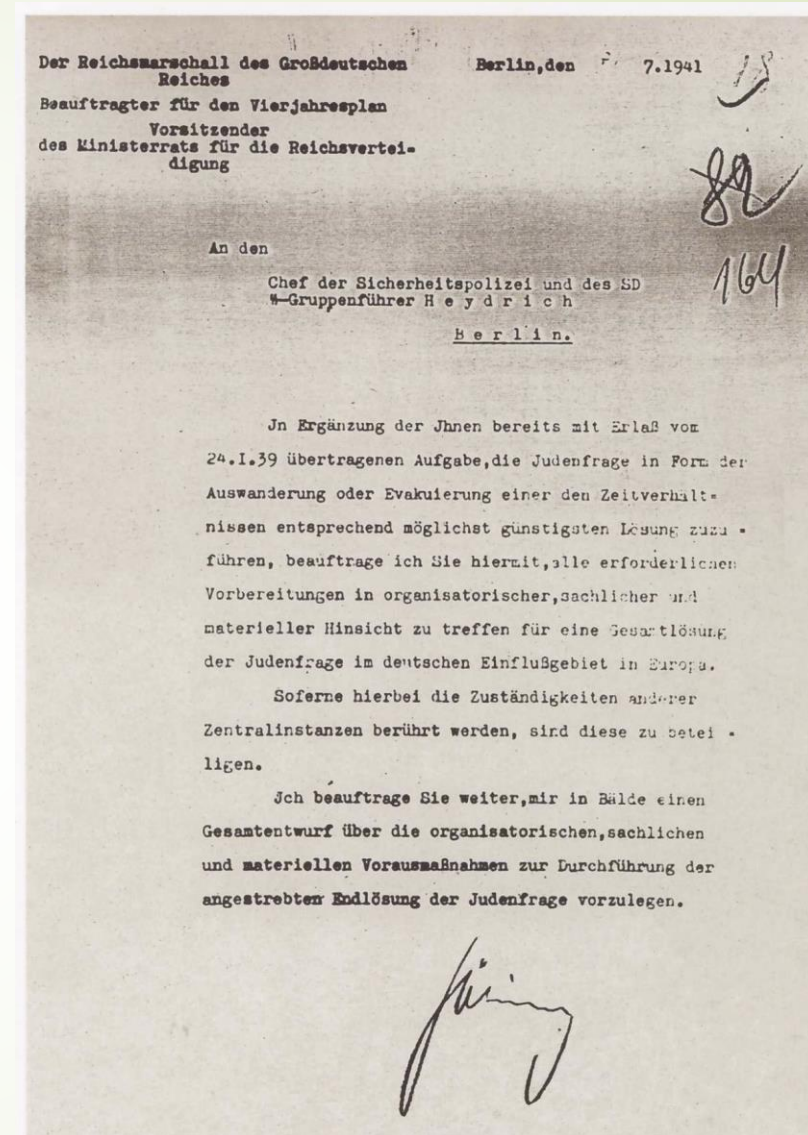 Der Reichsmarschall des Großdeutschen
Reiches
Berlin,den 7.1941
Beauftragter für den Vierjahresplan
Vorsitzender
des Ministerrats für die Reichsvertei-
digung
82
164
An den
Chef der Sicherheitspolizei und des SD
SS-Gruppenführer H e y d r i c h
B e r l i n.
Jn Ergänzung der Jhnen bereits mit Erlaß vom
24.I.39 übertragenen Aufgabe,die Judenfrage in Form der
Auswanderung oder Evakuierung einer den Zeitverhält-
nissen entsprechend möglichst günstigsten Lösung zuzu -
führen, beauftrage ich Sie hiermit,alle erforderlichen
Vorbereitungen in organisatorischer,sachlicher und
materieller Hinsicht zu treffen für eine Gesamtlösung
der Judenfrage im deutschen Einflußgebiet in Europa.
Soferne hierbei die Zuständigkeiten anderer
Zentralinstanzen berührt werden, sind diese zu betei -
ligen.
Jch beauftrage Sie weiter,mir in Bälde einen
Gesamtentwurf über die organisatorischen,sachlichen
und materiellen Vorausmaßnahmen zur Durchführung der
angestrebten Endlösung der Judenfrage vorzulegen.
Göring